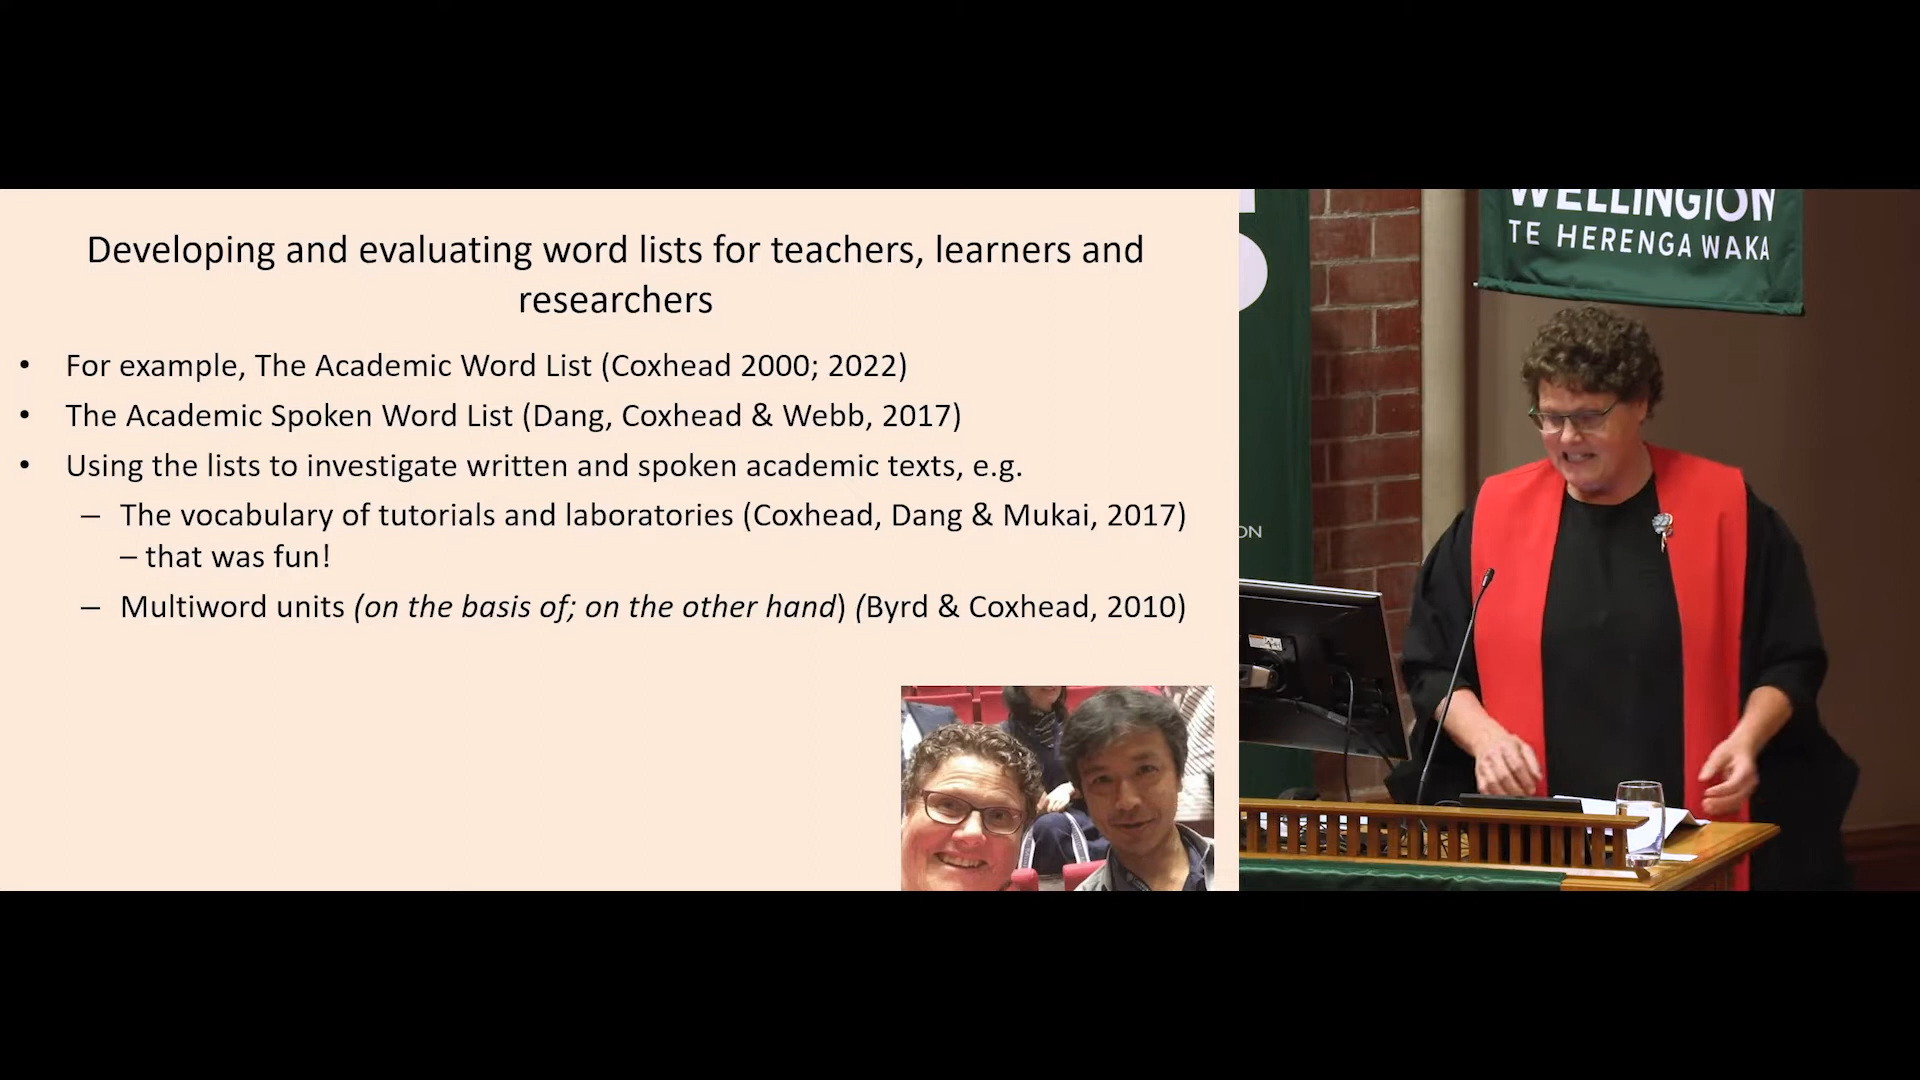 Developing and evaluating word lists for teachers, learners and
researchers
• For example, The Academic Word List (Coxhead 2000; 2022)
• The Academic Spoken Word List (Dang, Coxhead & Webb, 2017)
• Using the lists to investigate written and spoken academic texts, e.g.
– The vocabulary of tutorials and laboratories (Coxhead, Dang & Mukai, 2017)
– that was fun!
– Multiword units (on the basis of; on the other hand) (Byrd & Coxhead, 2010)
WELLINGTON
TE HERENGA WAKA